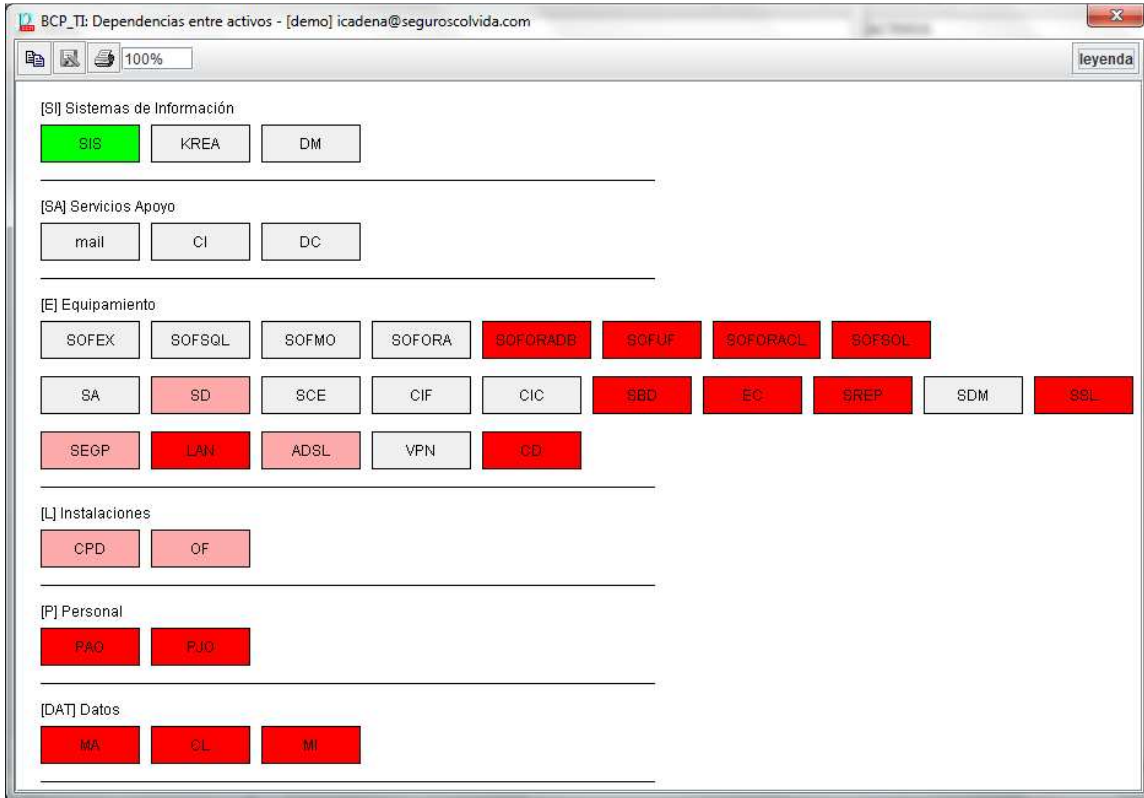 BCP_TI: Dependencias entre activos - [demo] icadena@seguroscolvida.com
100% leyenda
[SI] Sistemas de Información
SIS KREA DM
[SA] Servicios Apoyo
mail CI DC
[E] Equipamiento
SOFEX SOFSQL SOFMO SOFORA SOFORADB SOFUF SOFORACL SOFSOL
SA SD SCE CIF CIC SBD EC SREP SDM SSL
SEGP LAN ADSL VPN CD
[L] Instalaciones
CPD OF
[P] Personal
PAO PJO
[DAT] Datos
MA CL MI